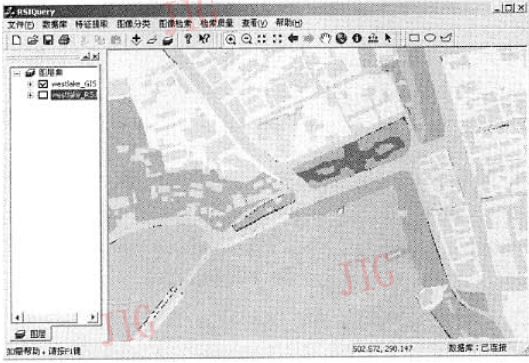 RSIQuery
文件(F) 数据库 特征提取 图像分类 图像检索 检索质量 查看(V) 帮助(H)
图层集
westlake_GIS
westlake_RS
图层
如需帮助，请按F1键
502.672, 290.147
数据库：已连接
JIG
JIG
JIG